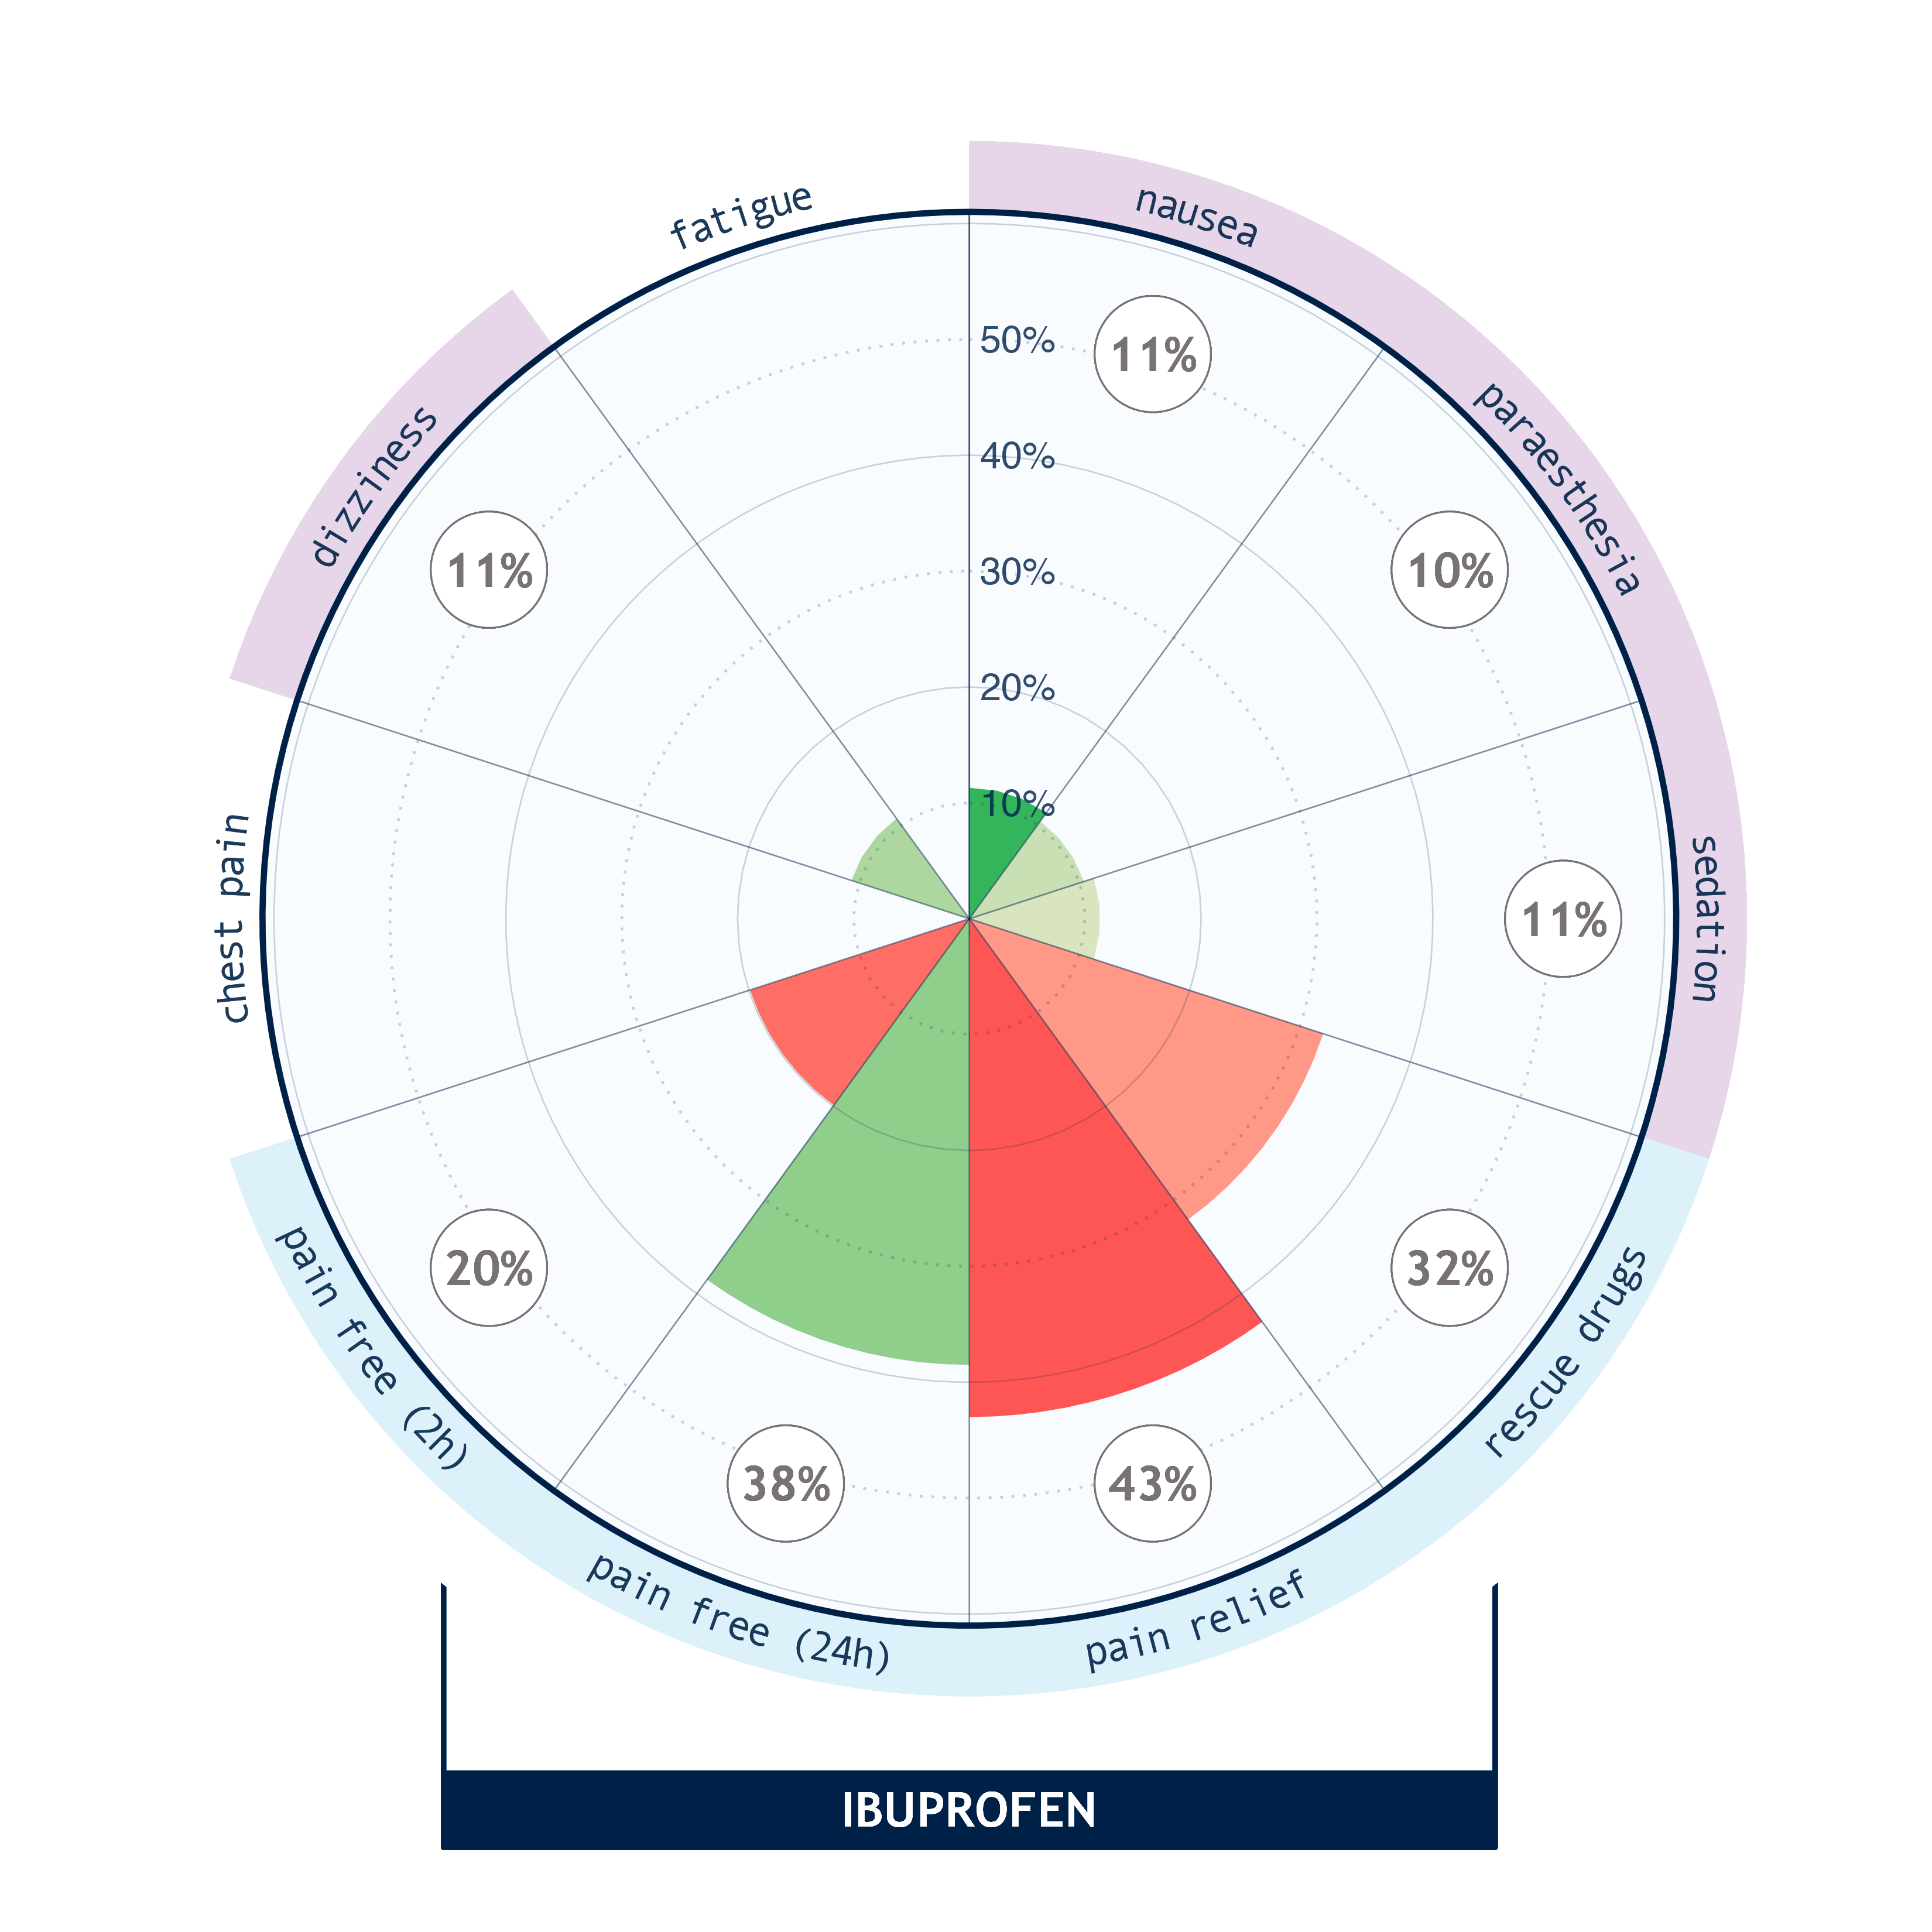 fatigue
nausea
paraesthesia
sedation
rescue drugs
pain relief
pain free (24h)
pain free (2h)
chest pain
dizziness
50%
40%
30%
20%
10%
11%
10%
11%
32%
43%
38%
20%
11%
IBUPROFEN